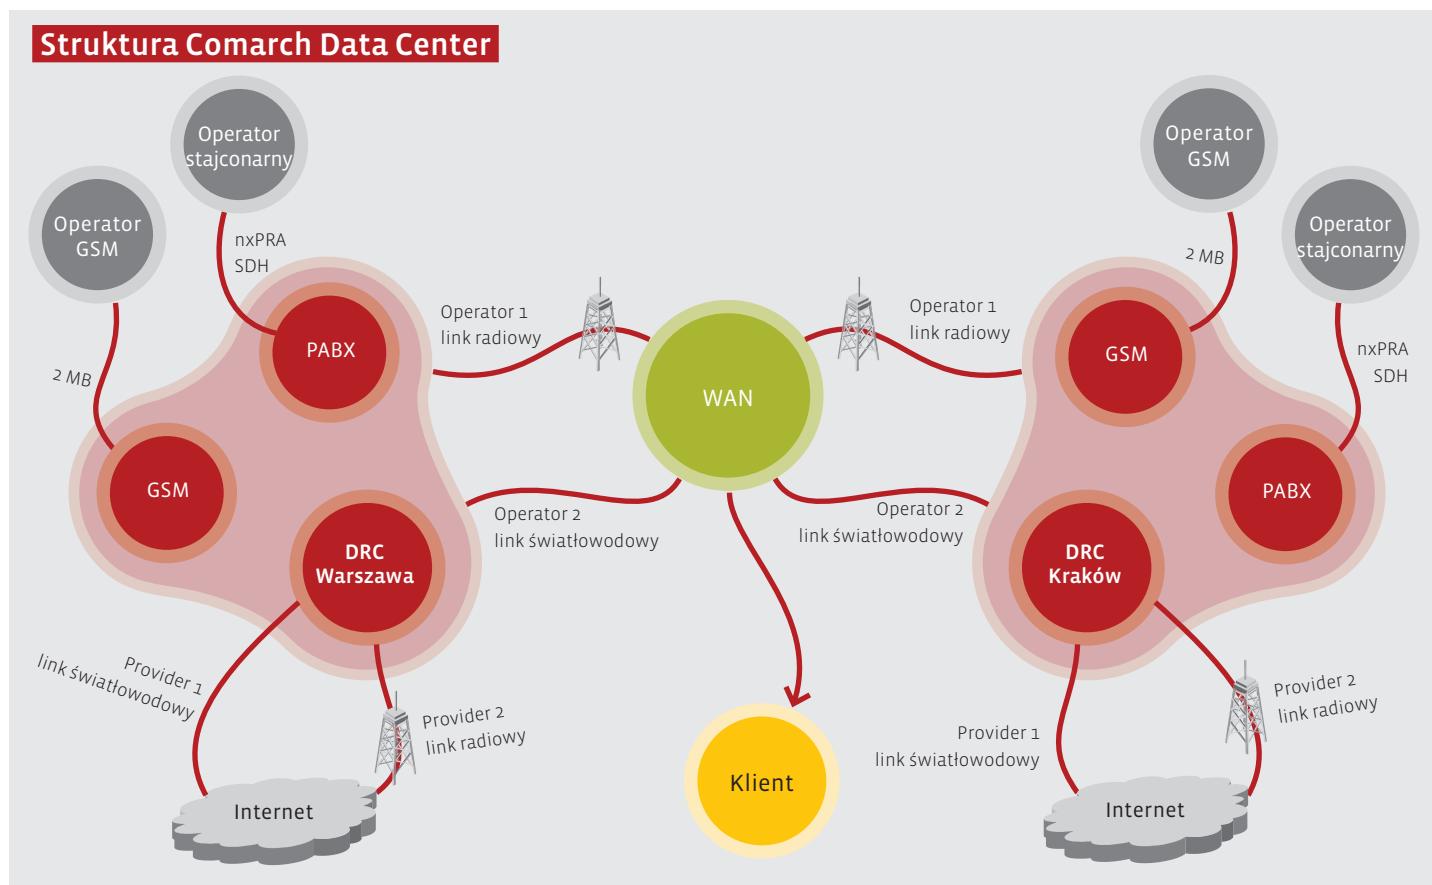 Struktura Comarch Data Center
Operator
stajconarny
Operator
GSM
nxPRA
SDH
2 MB
PABX
GSM
DRC
Warszawa
Operator 1
link radiowy
Operator 2
link światłowodowy
Provider 1
link światłowodowy
Provider 2
link radiowy
Internet
WAN
Klient
Operator 1
link radiowy
Operator 2
link światłowodowy
Operator
GSM
Operator
stajconarny
2 MB
nxPRA
SDH
GSM
PABX
DRC
Kraków
Provider 1
link światłowodowy
Provider 2
link radiowy
Internet